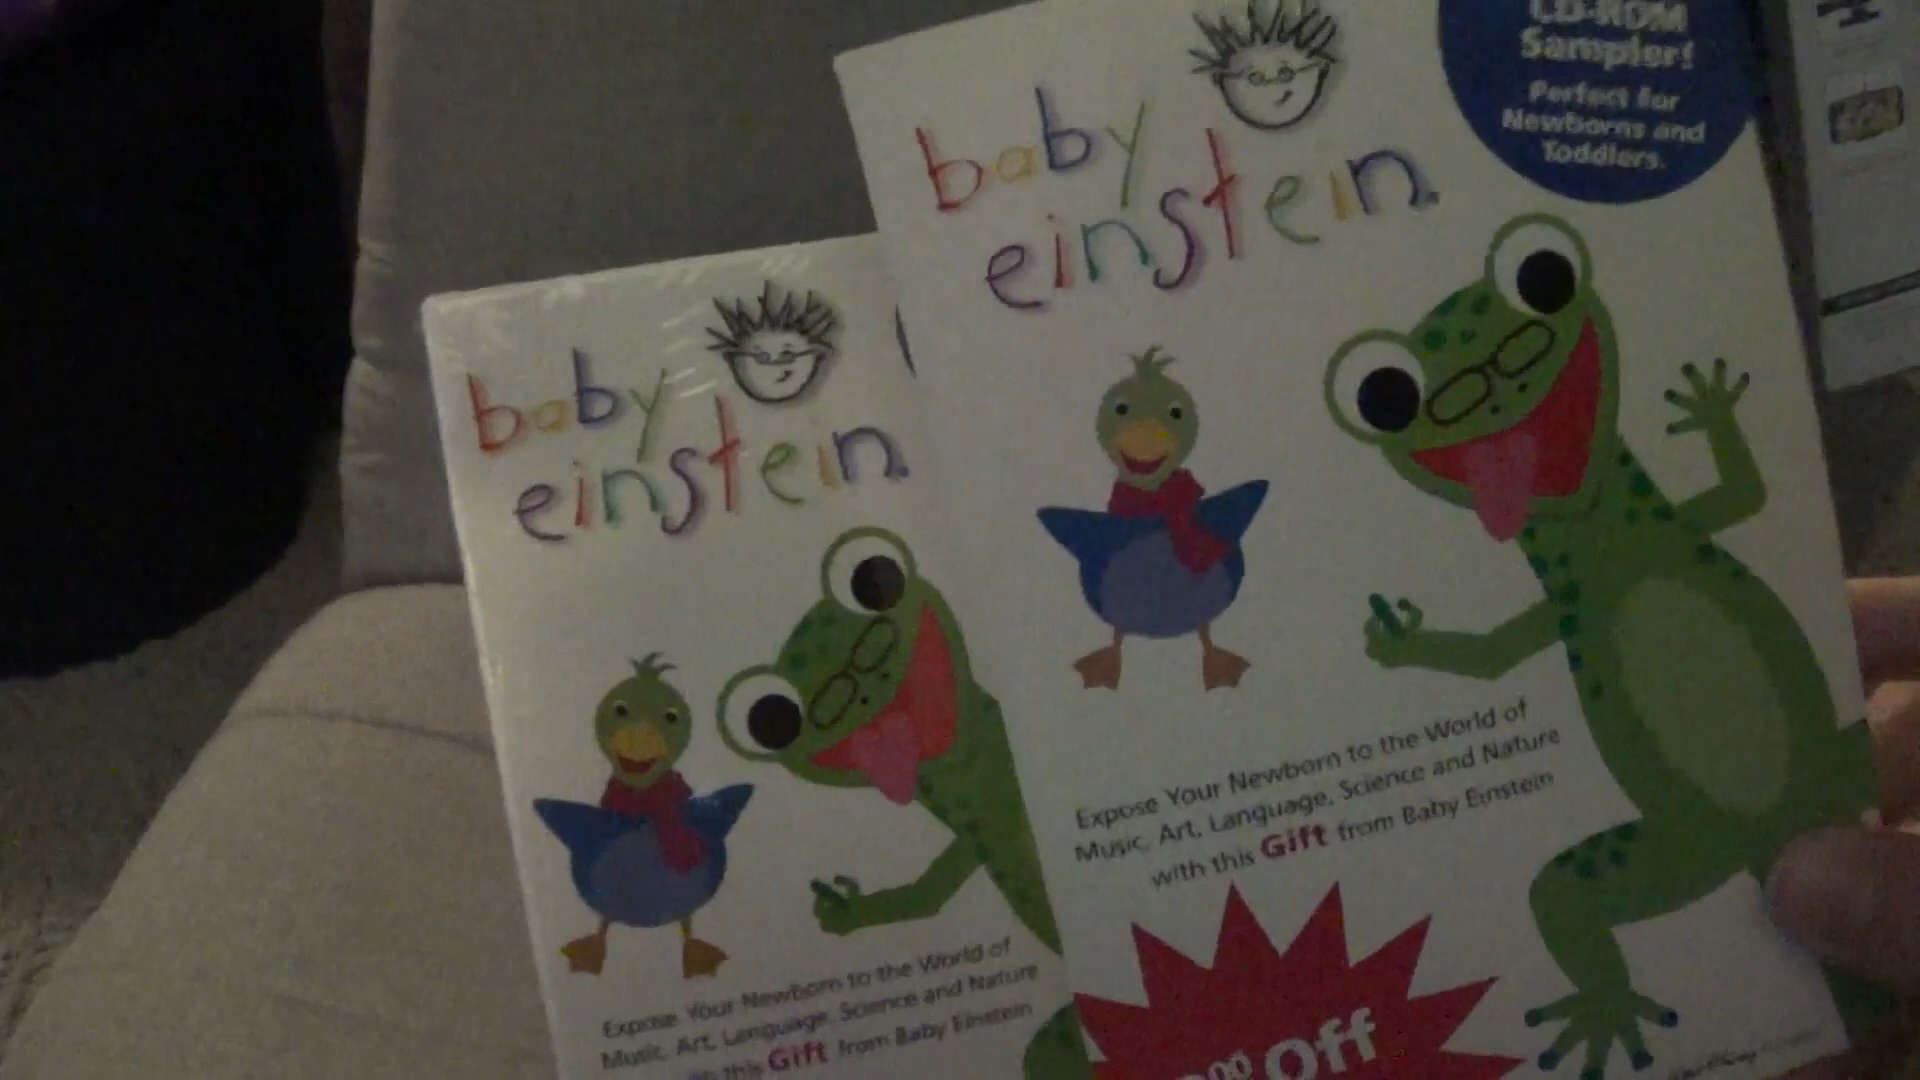 baby
einstein
Expose Your Newborn to the World of
Music, Art, Language, Science and Nature
this Gift from Baby Einstein
baby
einstein
CD-ROM
Sampler!
Perfect for
Newborns and
Toddlers.
Expose Your Newborn to the World of
Music, Art, Language, Science and Nature
with this Gift from Baby Einstein
00 Off